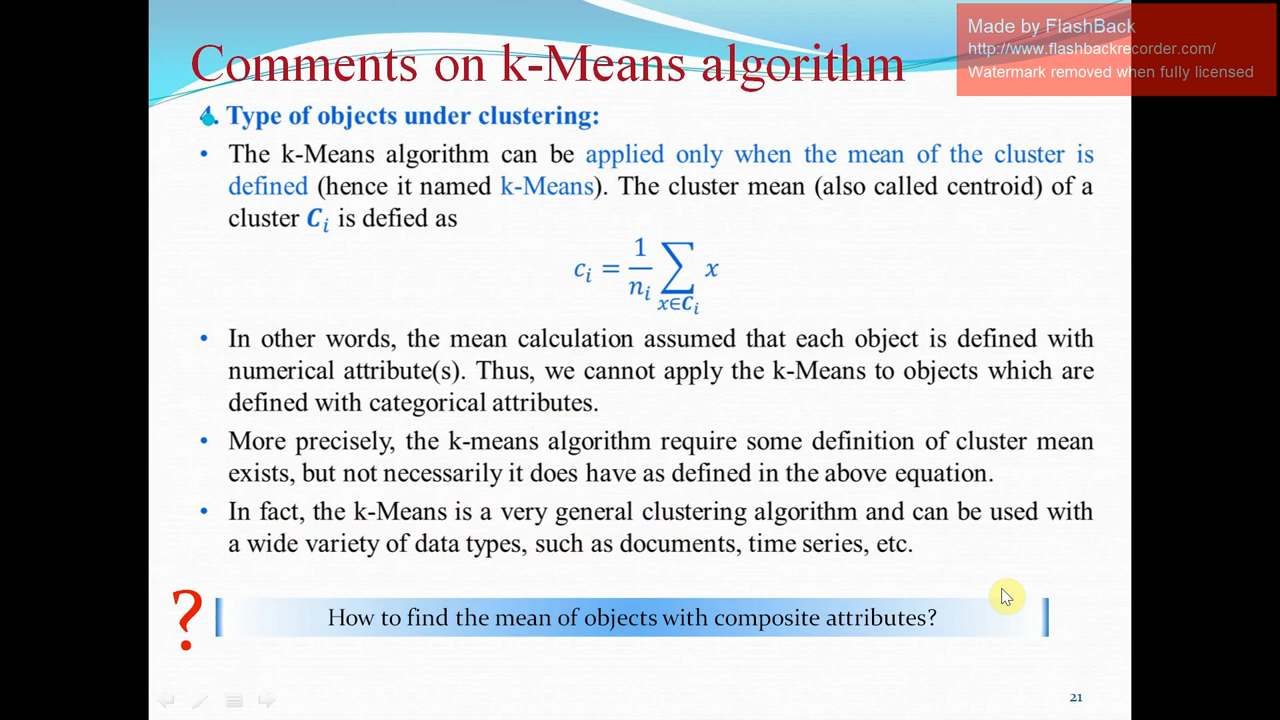 Made by FlashBack
http://www.flashbackrecorder.com/
Watermark removed when fully licensed
Comments on k-Means algorithm
4. Type of objects under clustering:
• The k-Means algorithm can be applied only when the mean of the cluster is
defined (hence it named k-Means). The cluster mean (also called centroid) of a
cluster 𝑪ᵢ is defied as
cᵢ = 1/nᵢ ∑ x∈𝑪ᵢ x
• In other words, the mean calculation assumed that each object is defined with
numerical attribute(s). Thus, we cannot apply the k-Means to objects which are
defined with categorical attributes.
• More precisely, the k-means algorithm require some definition of cluster mean
exists, but not necessarily it does have as defined in the above equation.
• In fact, the k-Means is a very general clustering algorithm and can be used with
a wide variety of data types, such as documents, time series, etc.
?
How to find the mean of objects with composite attributes?
21